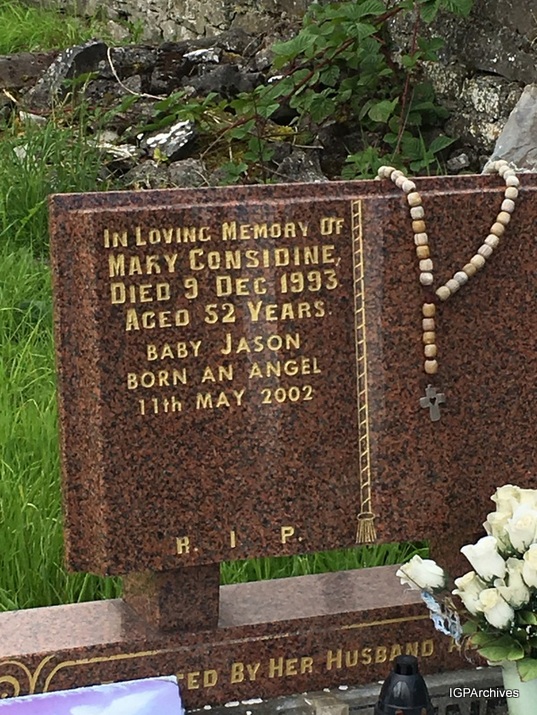 IN LOVING MEMORY OF
MARY CONSIDINE,
DIED 9 DEC 1993.
AGED 52 YEARS.
BABY JASON
BORN AN ANGEL
11th MAY 2002
R. I P.
BY HER HUSBAND
IGPArchives